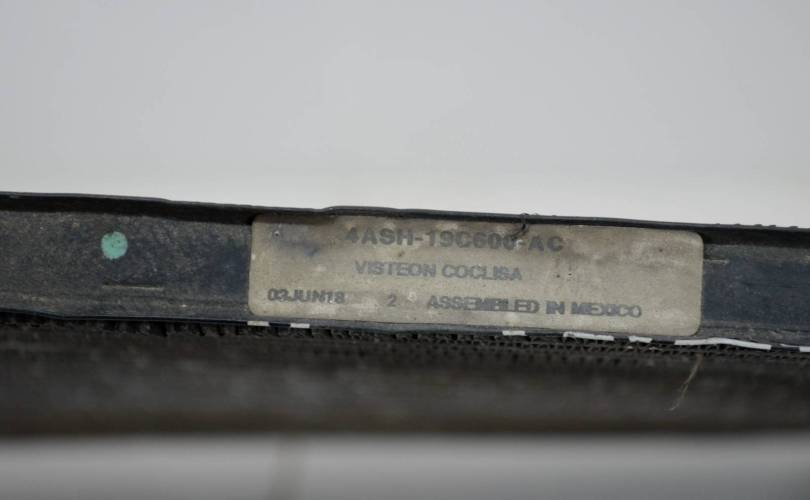 4ASH-19C600-AC
VISTEON COCLISA
03JUN18 2 ASSEMBLED IN MEXICO